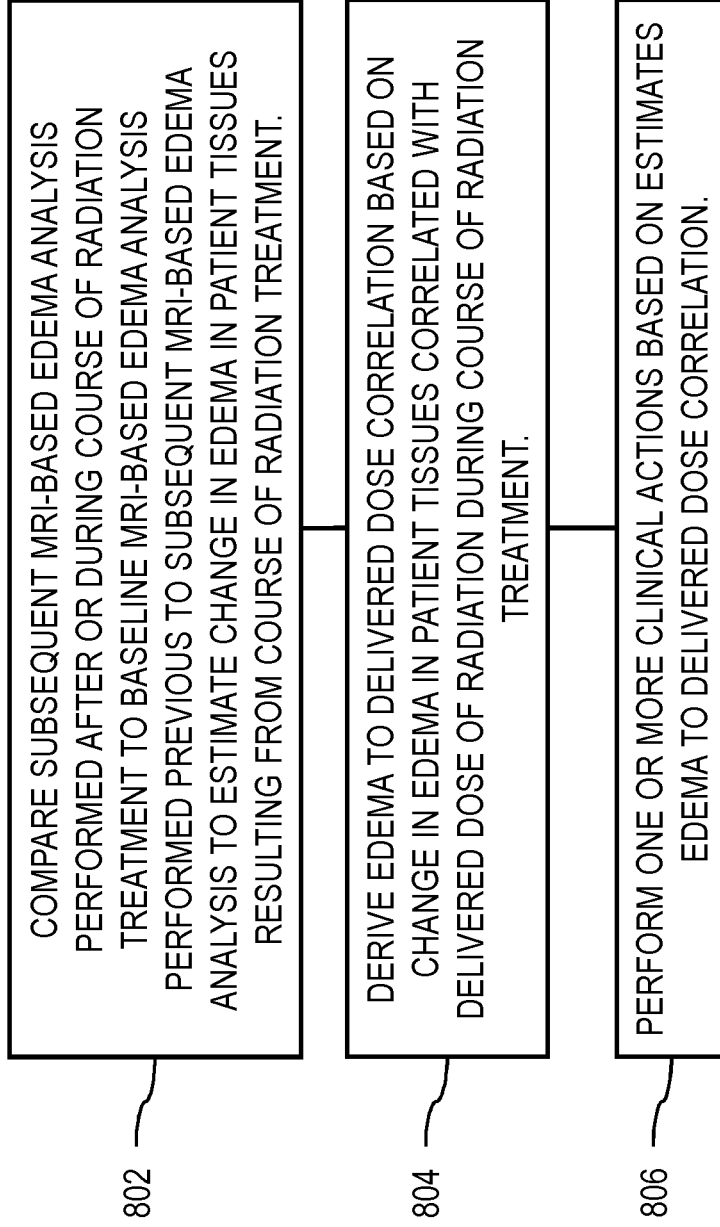 802
COMPARE SUBSEQUENT MRI-BASED EDEMA ANALYSIS
PERFORMED AFTER OR DURING COURSE OF RADIATION
TREATMENT TO BASELINE MRI-BASED EDEMA ANALYSIS
PERFORMED PREVIOUS TO SUBSEQUENT MRI-BASED EDEMA
ANALYSIS TO ESTIMATE CHANGE IN EDEMA IN PATIENT TISSUES
RESULTING FROM COURSE OF RADIATION TREATMENT.
804
DERIVE EDEMA TO DELIVERED DOSE CORRELATION BASED ON
CHANGE IN EDEMA IN PATIENT TISSUES CORRELATED WITH
DELIVERED DOSE OF RADIATION DURING COURSE OF RADIATION
TREATMENT.
806
PERFORM ONE OR MORE CLINICAL ACTIONS BASED ON ESTIMATES
EDEMA TO DELIVERED DOSE CORRELATION.